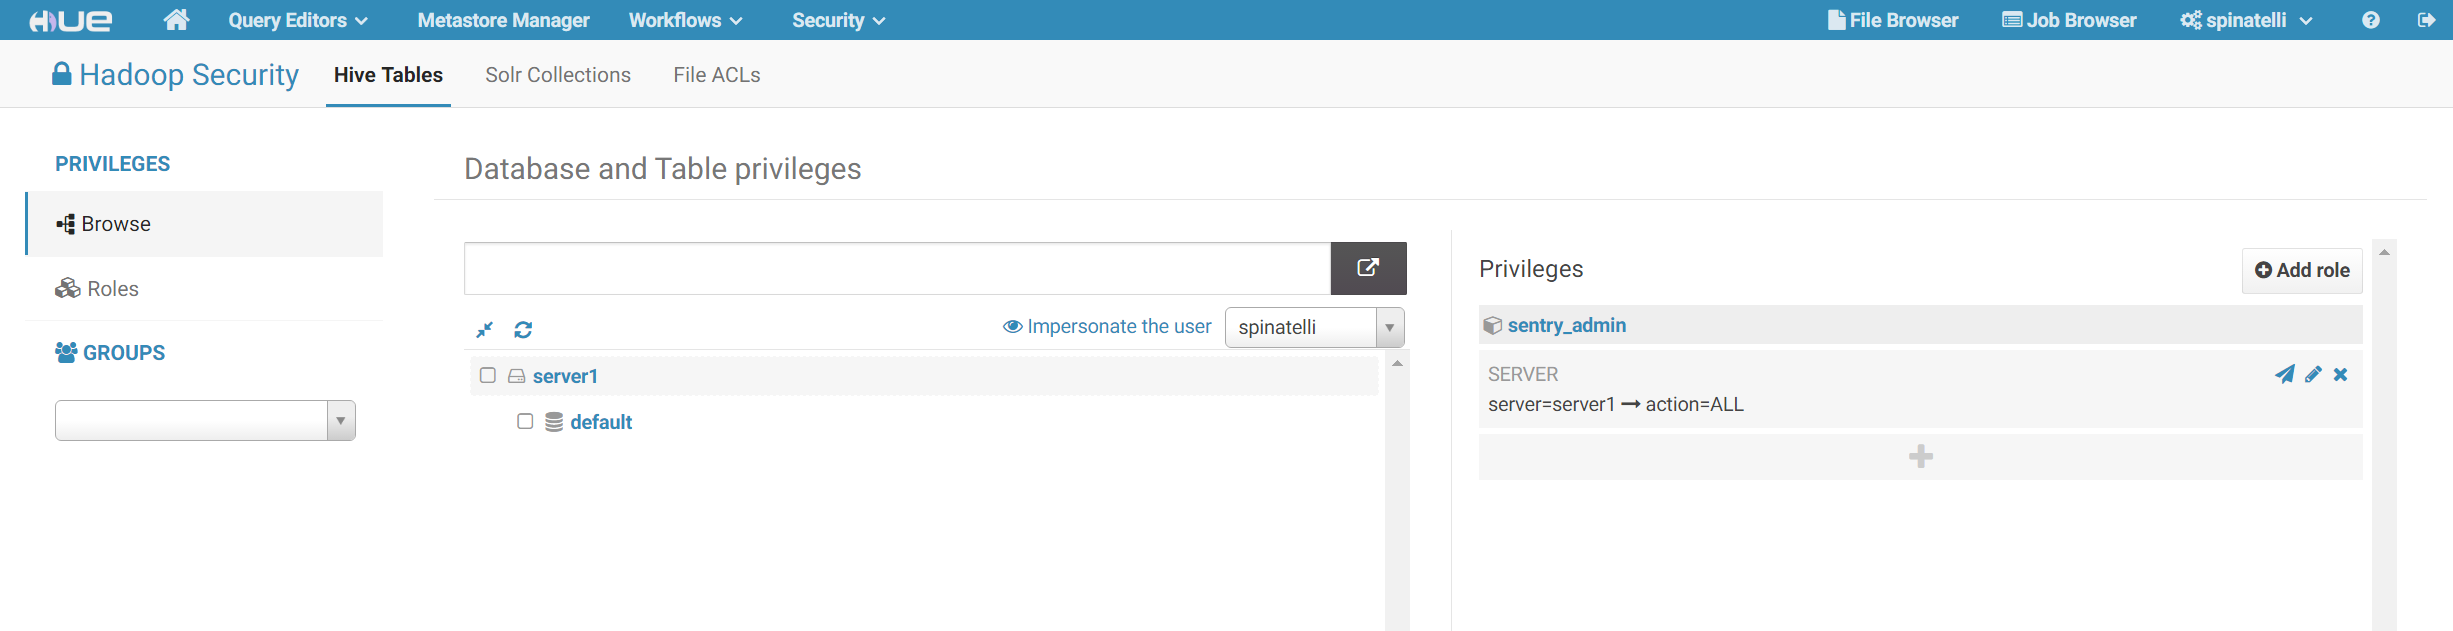 HUE Query Editors Metastore Manager Workflows Security File Browser Job Browser spinatelli
Hadoop Security Hive Tables Solr Collections File ACLs
PRIVILEGES
Browse
Roles
GROUPS
Database and Table privileges
Impersonate the user spinatelli
server1
default
Privileges
Add role
sentry_admin
SERVER
server=server1 → action=ALL